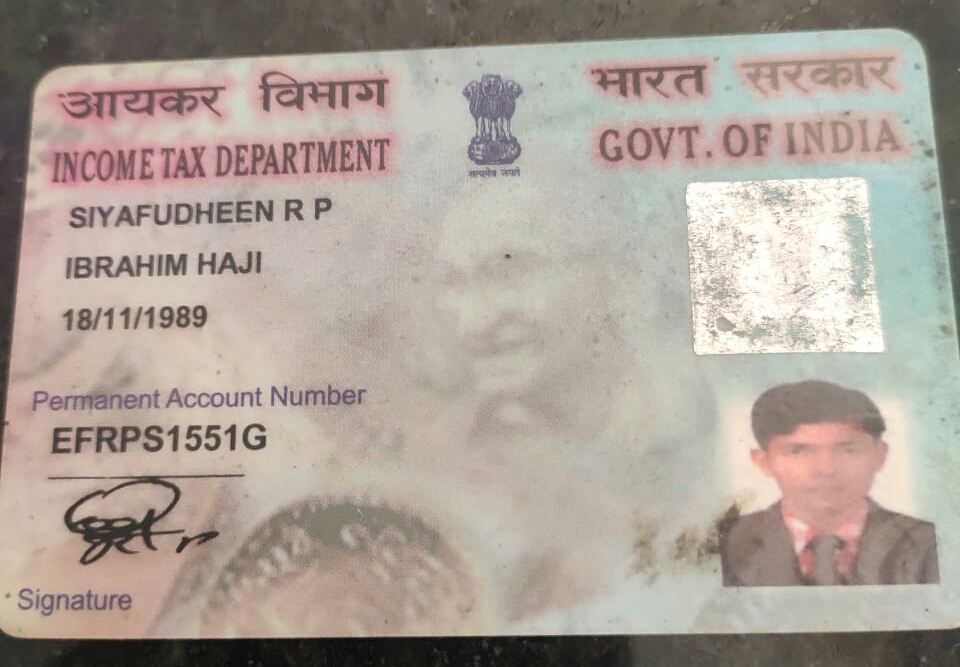 आयकर विभाग
भारत सरकार
INCOME TAX DEPARTMENT
GOVT. OF INDIA
सत्यमेव जयते
SIYAFUDHEEN R P
IBRAHIM HAJI
18/11/1989
Permanent Account Number
EFRPS1551G
Signature